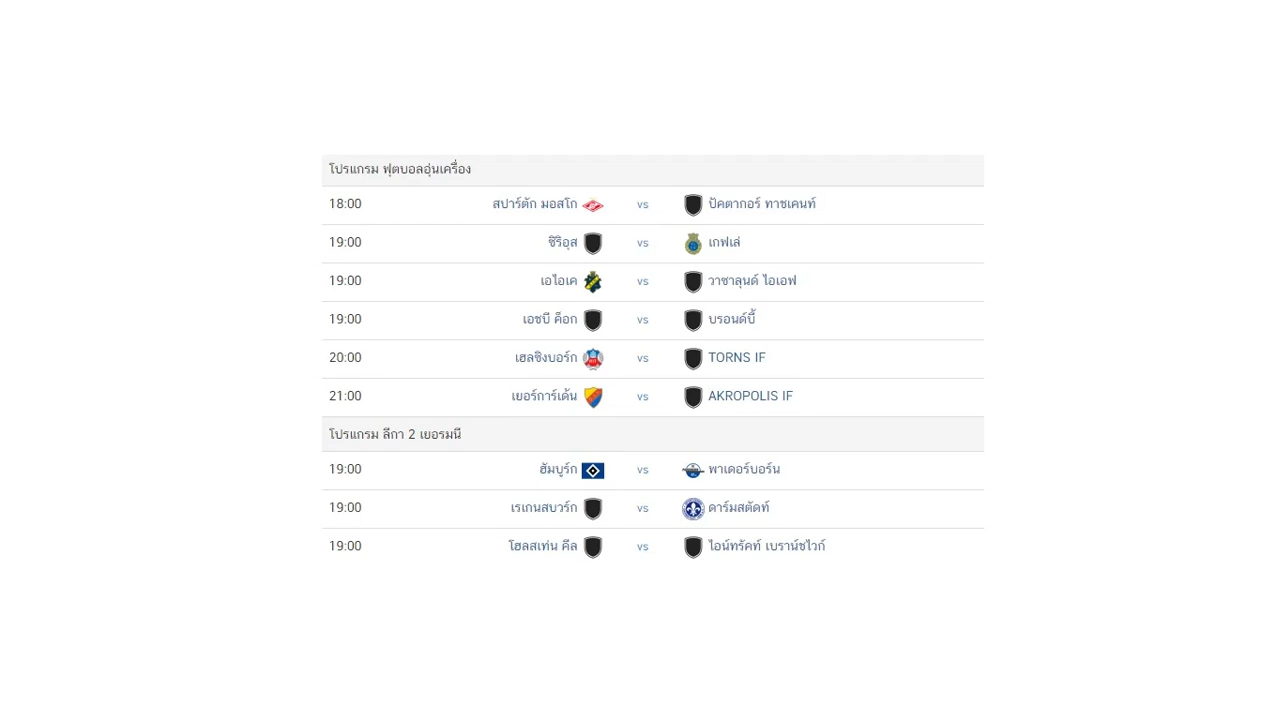 โปรแกรม ฟุตบอลอุ่นเครื่อง
18:00 สปาร์ตัก มอสโก vs ปัคตากอร์ ทาชเคนท์
19:00 ซิริอุส vs เกฟเล่
19:00 เอไอเค vs วาซาลุนด์ ไอเอฟ
19:00 เอชบี ค็อก vs บรอนด์บี้
20:00 เฮลซิงบอร์ก vs TORNS IF
21:00 เยอร์การ์เด้น vs AKROPOLIS IF
โปรแกรม ลีกา 2 เยอรมนี
19:00 ฮัมบูร์ก vs พาเดอร์บอร์น
19:00 เรเกนสบวร์ก vs ดาร์มสตัดท์
19:00 โฮลสเท่น คีล vs ไอน์ทรัคท์ เบราน์ชไวก์